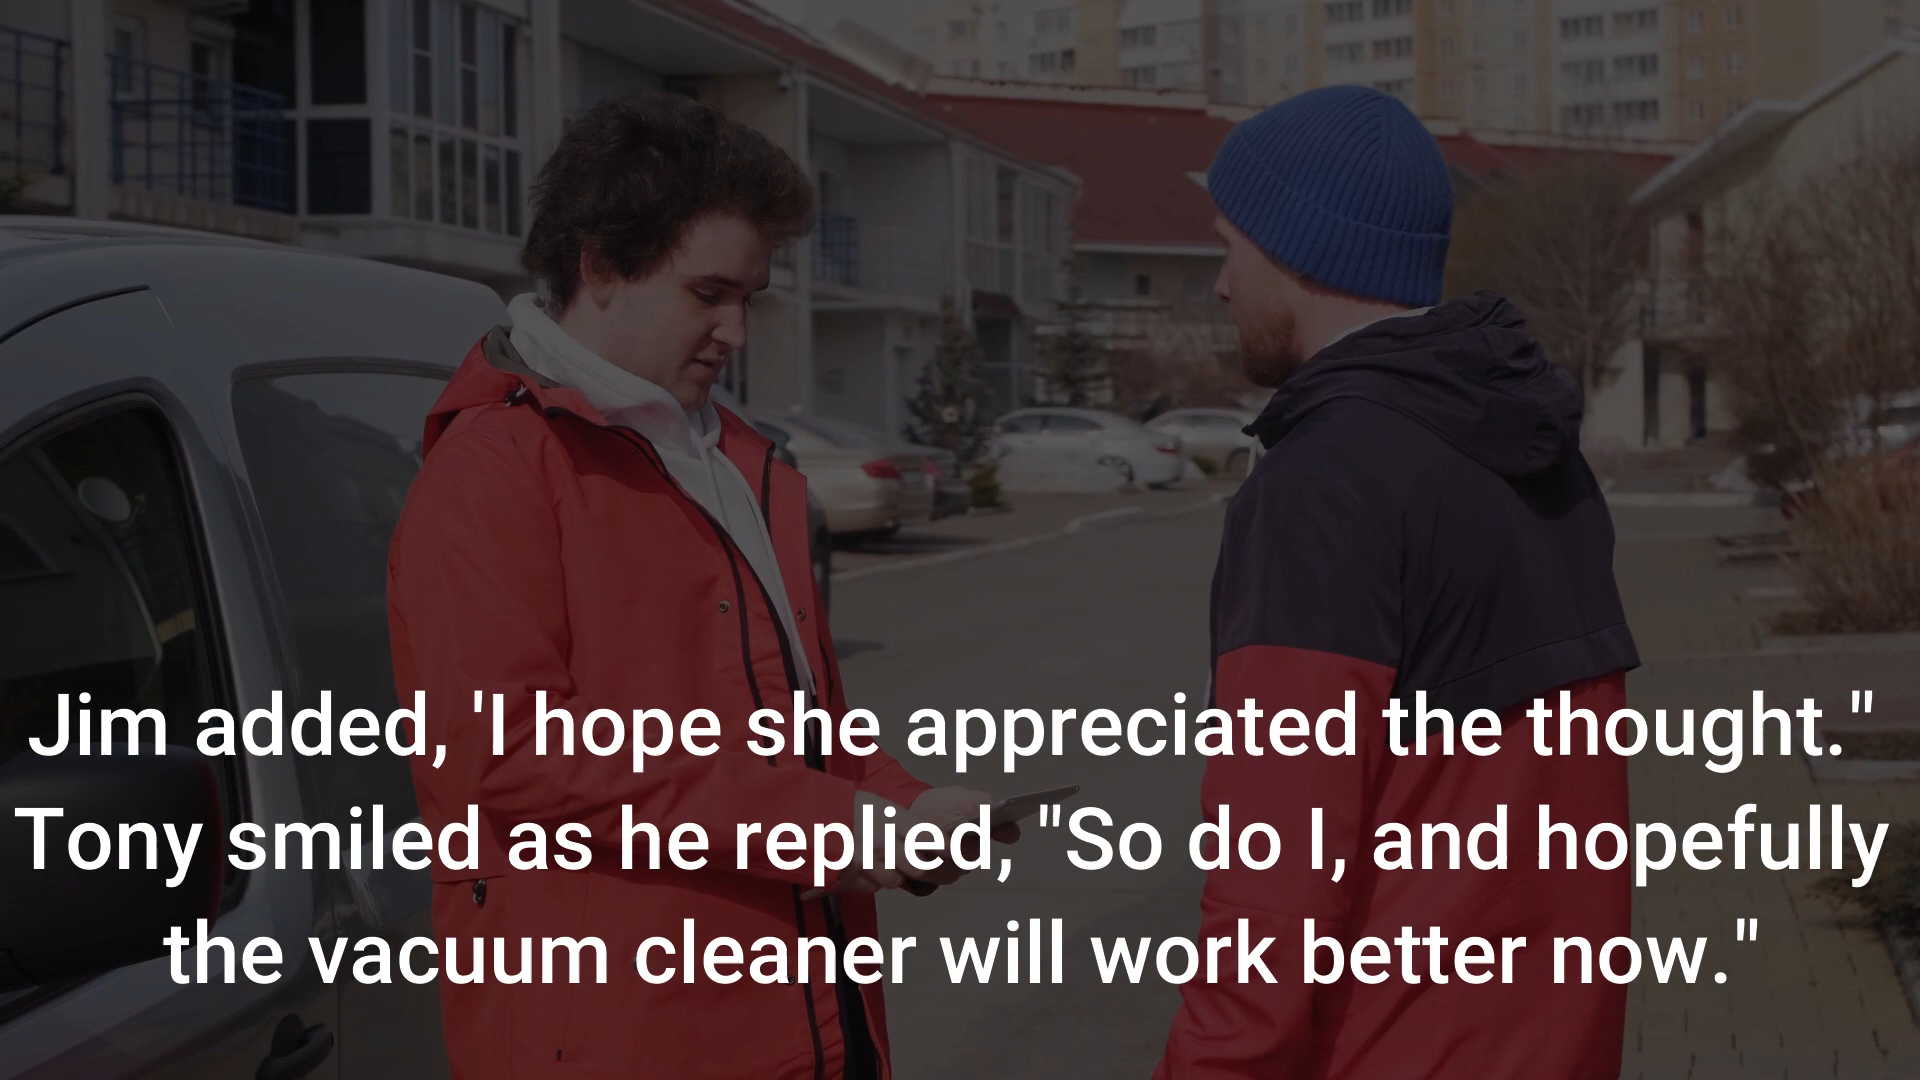 Jim added, 'I hope she appreciated the thought."
Tony smiled as he replied, "So do I, and hopefully
the vacuum cleaner will work better now."